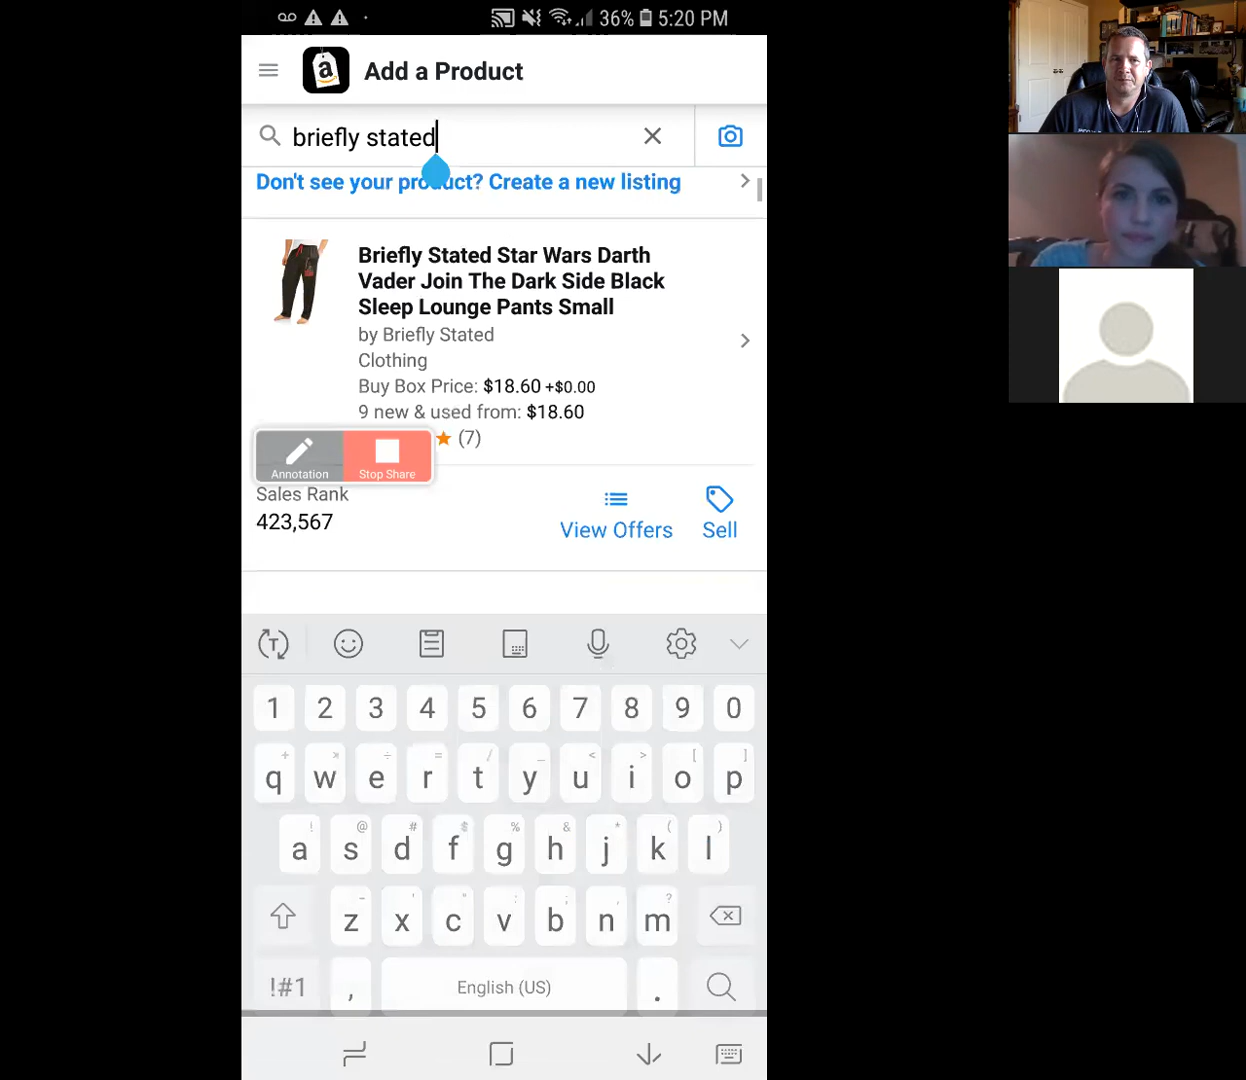 36% 5:20 PM
Add a Product
briefly stated
Don't see your product? Create a new listing
Briefly Stated Star Wars Darth
Vader Join The Dark Side Black
Sleep Lounge Pants Small
by Briefly Stated
Clothing
Buy Box Price: $18.60 +$0.00
9 new & used from: $18.60
(7)
Annotation
Stop Share
Sales Rank
423,567
View Offers
Sell
1 2 3 4 5 6 7 8 9 0
q w e r t y u i o p
a s d f g h j k l
z x c v b n m
!#1 , English (US) .